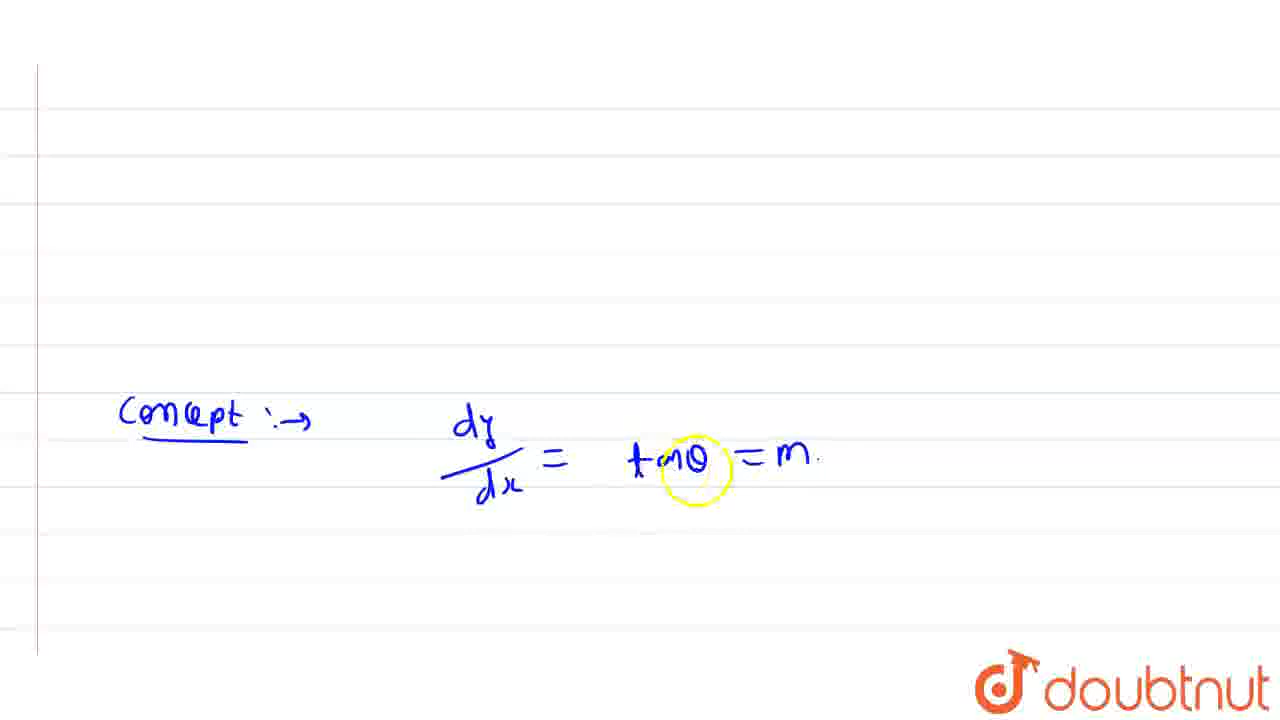 Concept :→ dy/dx = tanθ = m.
doubtnut